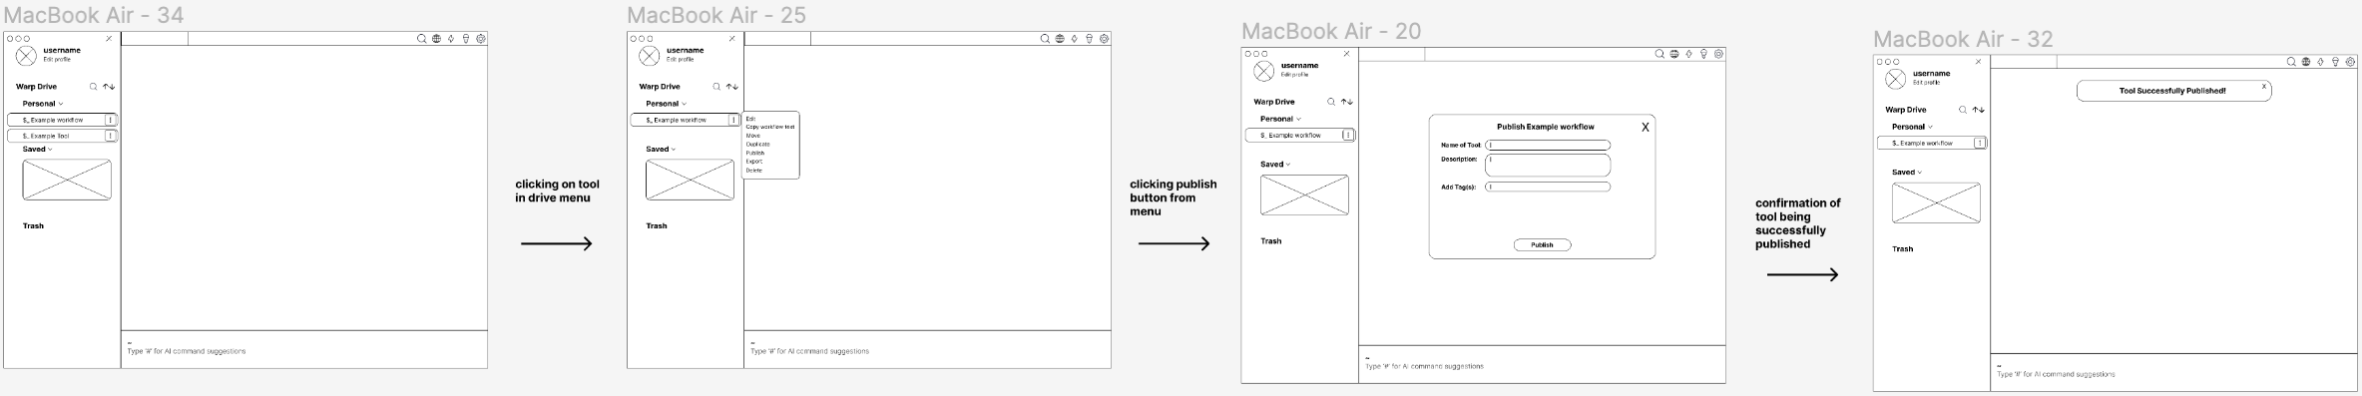 MacBook Air - 34
username
Edit profile
Warp Drive
Personal
$_ Example workflow
$_ Example Tool
Saved
Trash
Type '#' for AI command suggestions
clicking on tool
in drive menu
MacBook Air - 25
username
Edit profile
Warp Drive
Personal
$_ Example workflow
Edit
Copy workflow text
Move
Duplicate
Publish
Export
Delete
Saved
Trash
Type '#' for AI command suggestions
clicking publish
button from
menu
MacBook Air - 20
username
Edit profile
Warp Drive
Personal
$_ Example workflow
Saved
Trash
Publish Example workflow
X
Name of Tool:
Description:
Add Tag(s):
Publish
Type '#' for AI command suggestions
confirmation of
tool being
successfully
published
MacBook Air - 32
username
Edit profile
Warp Drive
Personal
$_ Example workflow
Saved
Trash
Tool Successfully Published!
X
Type '#' for AI command suggestions